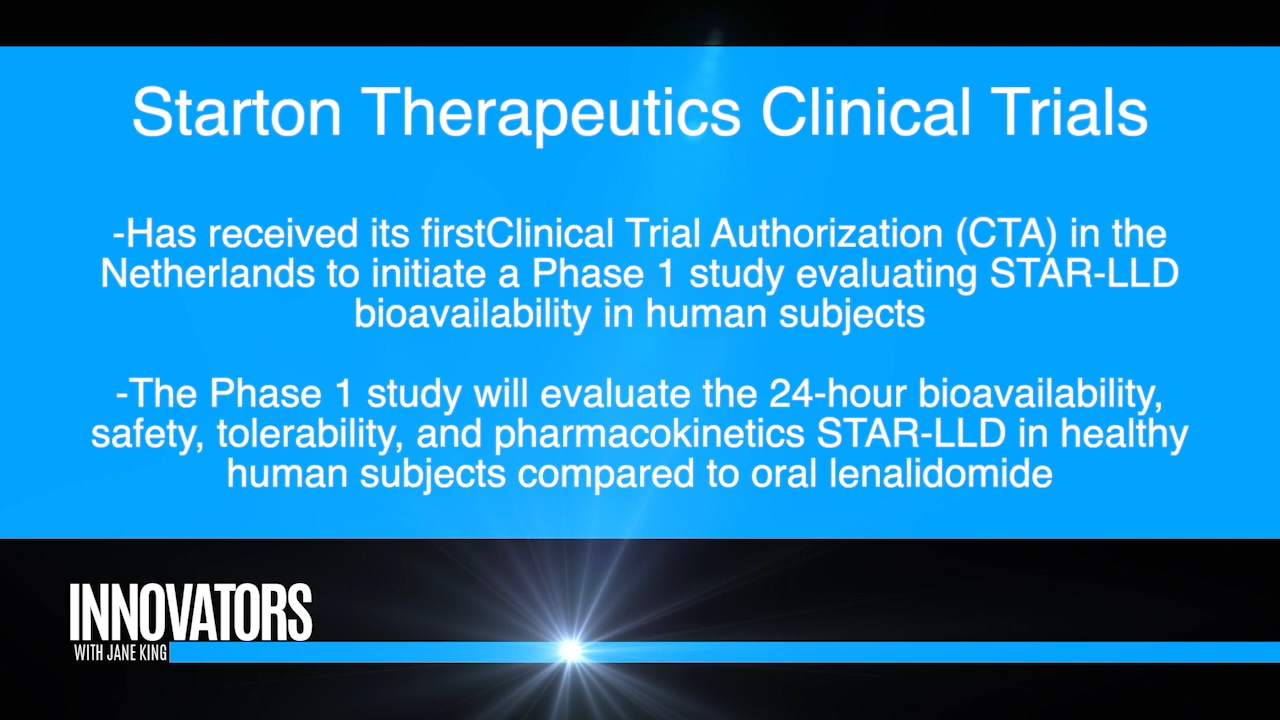 Starton Therapeutics Clinical Trials
-Has received its firstClinical Trial Authorization (CTA) in the
Netherlands to initiate a Phase 1 study evaluating STAR-LLD
bioavailability in human subjects
-The Phase 1 study will evaluate the 24-hour bioavailability,
safety, tolerability, and pharmacokinetics STAR-LLD in healthy
human subjects compared to oral lenalidomide
INNOVATORS
WITH JANE KING